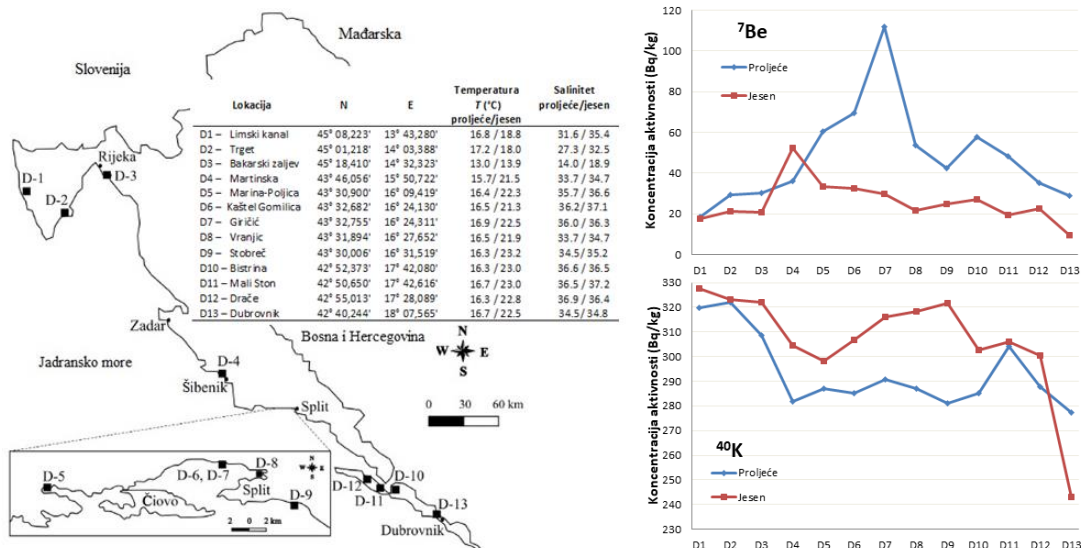 Mađarska
Slovenija
Lokacija N E Temperatura T (°C) proljeće/jesen Salinitet proljeće/jesen
D1 – Limski kanal 45° 08,223' 13° 43,280' 16.8 / 18.8 31.6 / 35.4
D2 – Trget 45° 01,218' 14° 03,388' 17.2 / 18.0 27.3 / 32.5
D3 – Bakarski zaljev 45° 18,410' 14° 32,323' 13.0 / 13.9 14.0 / 18.9
D4 – Martinska 43° 46,056' 15° 50,722' 15.7 / 21.5 33.7 / 34.7
D5 – Marina-Poljica 43° 30,900' 16° 09,419' 16.4 / 22.3 35.7 / 36.6
D6 – Kaštel Gomilica 43° 32,682' 16° 24,130' 16.5 / 21.3 36.2 / 37.1
D7 – Giričić 43° 32,755' 16° 24,311' 16.9 / 22.5 36.0 / 36.3
D8 – Vranjic 43° 31,894' 16° 27,652' 16.5 / 21.9 33.7 / 34.7
D9 – Stobreč 43° 30,006' 16° 31,519' 16.3 / 23.2 34.5 / 35.2
D10 – Bistrina 42° 52,373' 17° 42,080' 16.3 / 23.0 36.6 / 36.5
D11 – Mali Ston 42° 50,650' 17° 42,616' 16.7 / 23.0 36.5 / 37.2
D12 – Drače 42° 55,013' 17° 28,089' 16.3 / 22.8 36.9 / 36.4
D13 – Dubrovnik 42° 40,244' 18° 07,565' 16.7 / 22.5 34.5 / 34.8
Rijeka
D-1
D-2
D-3
Zadar
Bosna i Hercegovina
Jadransko more
N
W E
S
D-4
Šibenik
Split
0 30 60 km
D-5
D-6, D-7
D-8
N
W E
S
Split
D-9
Čiovo
2 0 2 km
D-10
D-12
D-11
D-13
Dubrovnik
Koncentracija aktivnosti (Bq/kg)
⁷Be
Proljeće
Jesen
120
100
80
60
40
20
0
D1 D2 D3 D4 D5 D6 D7 D8 D9 D10 D11 D12 D13
Koncentracija aktivnosti (Bq/kg)
330
320
310
300
290
280
270
260
250
240
230
⁴⁰K
Proljeće
Jesen
D1 D2 D3 D4 D5 D6 D7 D8 D9 D10 D11 D12 D13